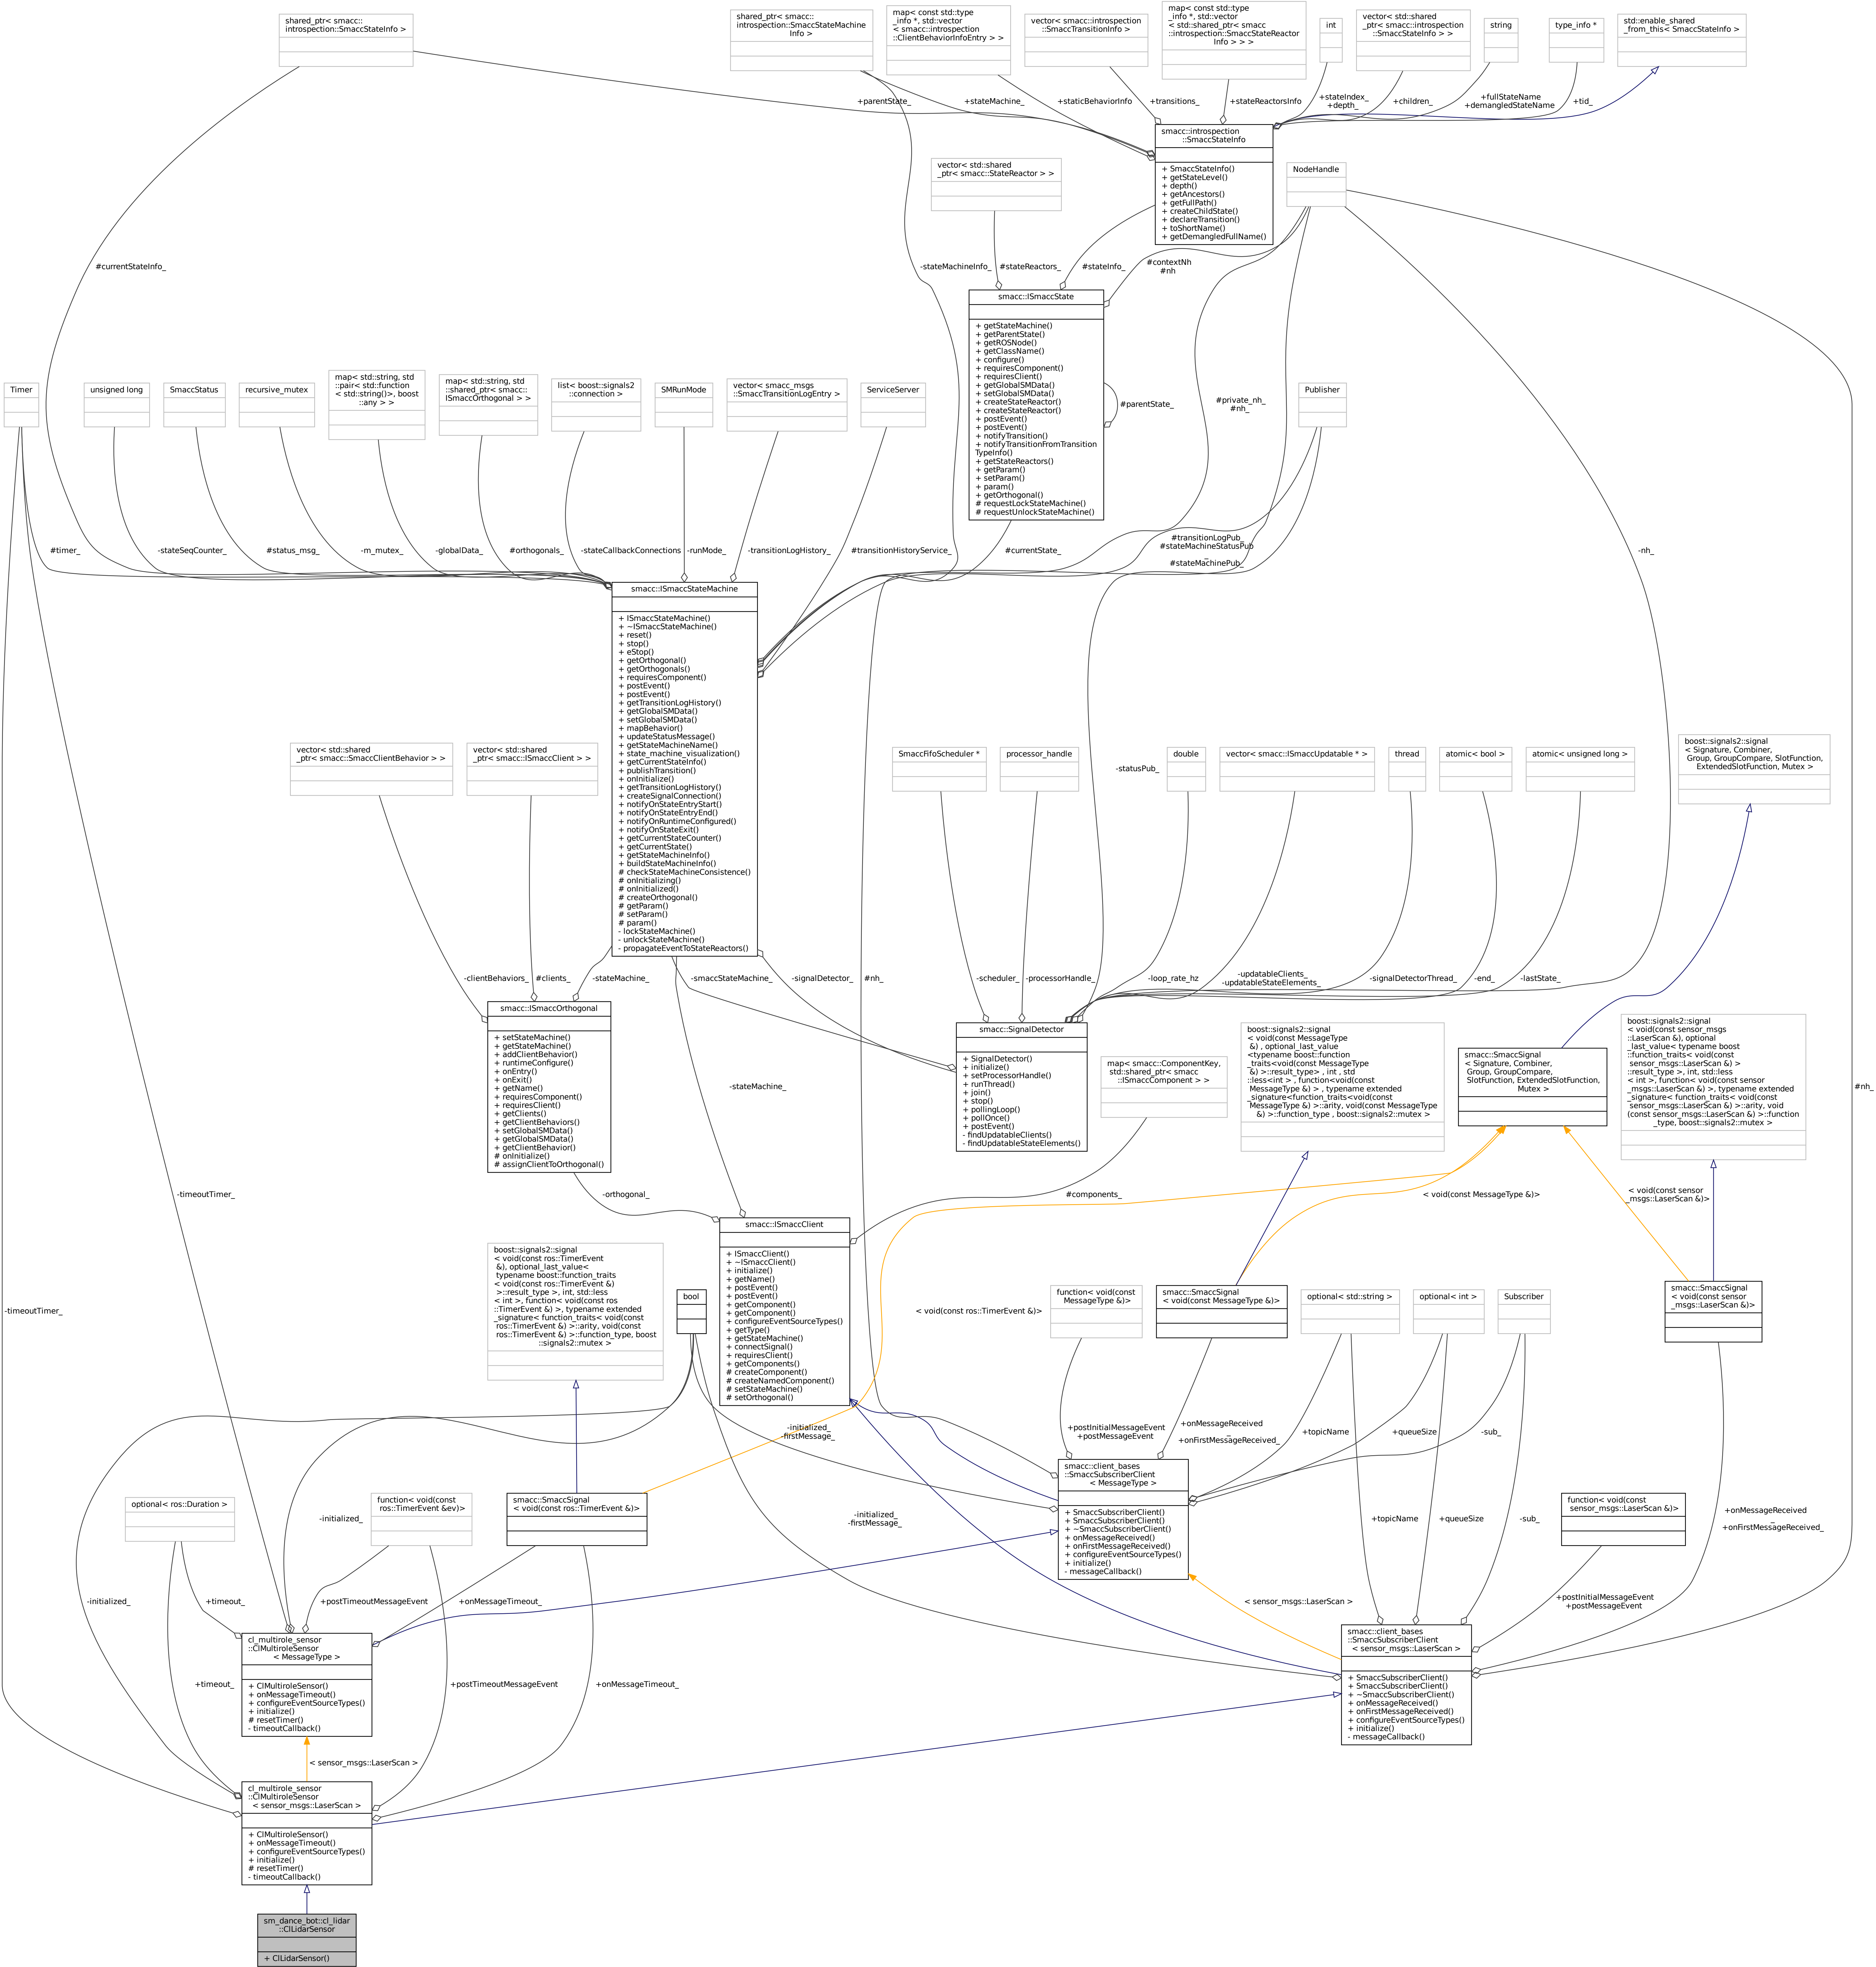 shared_ptr< smacc::
introspection::SmaccStateInfo >
shared_ptr< smacc::
introspection::SmaccStateMachine
Info >
map< const std::type
_info *, std::vector
< smacc::introspection
::ClientBehaviorInfoEntry > >
vector< smacc::introspection
::SmaccTransitionInfo >
map< const std::type
_info *, std::vector
< std::shared_ptr< smacc
::introspection::SmaccStateReactor
Info > > >
int
vector< std::shared
_ptr< smacc::introspection
::SmaccStateInfo > >
string
type_info *
std::enable_shared
_from_this< SmaccStateInfo >
+parentState_
+stateMachine_
+staticBehaviorInfo
+transitions_
+stateReactorsInfo
+stateIndex_
+depth_
+children_
+fullStateName
+demangledStateName
+tid_
smacc::introspection
::SmaccStateInfo
+ SmaccStateInfo()
+ getStateLevel()
+ depth()
+ getAncestors()
+ getFullPath()
+ createChildState()
+ declareTransition()
+ toShortName()
+ getDemangledFullName()
vector< std::shared
_ptr< smacc::StateReactor > >
NodeHandle
#currentStateInfo_
-stateMachineInfo_
#stateReactors_
#stateInfo_
#contextNh
#nh
smacc::ISmaccState
+ getStateMachine()
+ getParentState()
+ getROSNode()
+ getClassName()
+ configure()
+ requiresComponent()
+ requiresClient()
+ getGlobalSMData()
+ setGlobalSMData()
+ createStateReactor()
+ createStateReactor()
+ postEvent()
+ postEvent()
+ notifyTransition()
+ notifyTransitionFromTransition
TypeInfo()
+ getStateReactors()
+ getParam()
+ setParam()
+ param()
+ getOrthogonal()
# requestLockStateMachine()
# requestUnlockStateMachine()
#parentState_
#private_nh_
#nh_
Publisher
Timer
unsigned long
SmaccStatus
recursive_mutex
map< std::string, std
::pair< std::function
< std::string()>, boost
::any > >
map< std::string, std
::shared_ptr< smacc::
ISmaccOrthogonal > >
list< boost::signals2
::connection >
SMRunMode
vector< smacc_msgs
::SmaccTransitionLogEntry >
ServiceServer
#timer_
-stateSeqCounter_
#status_msg_
-m_mutex_
-globalData_
#orthogonals_
-stateCallbackConnections
-runMode_
-transitionLogHistory_
#transitionHistoryService_
#currentState_
#transitionLogPub_
#stateMachineStatusPub
_
#stateMachinePub_
-nh_
smacc::ISmaccStateMachine
+ ISmaccStateMachine()
+ ~ISmaccStateMachine()
+ reset()
+ stop()
+ eStop()
+ getOrthogonal()
+ getOrthogonals()
+ requiresComponent()
+ postEvent()
+ postEvent()
+ getTransitionLogHistory()
+ getGlobalSMData()
+ setGlobalSMData()
+ mapBehavior()
+ updateStatusMessage()
+ getStateMachineName()
+ state_machine_visualization()
+ getCurrentStateInfo()
+ publishTransition()
+ onInitialize()
+ getTransitionLogHistory()
+ createSignalConnection()
+ notifyOnStateEntryStart()
+ notifyOnStateEntryEnd()
+ notifyOnRuntimeConfigured()
+ notifyOnStateExit()
+ getCurrentStateCounter()
+ getCurrentState()
+ getStateMachineInfo()
+ buildStateMachineInfo()
# checkStateMachineConsistence()
# onInitializing()
# onInitialized()
# createOrthogonal()
# getParam()
# setParam()
# param()
- lockStateMachine()
- unlockStateMachine()
- propagateEventToStateReactors()
vector< std::shared
_ptr< smacc::SmaccClientBehavior > >
vector< std::shared
_ptr< smacc::ISmaccClient > >
SmaccFifoScheduler *
processor_handle
-statusPub_
double
vector< smacc::ISmaccUpdatable * >
thread
atomic< bool >
atomic< unsigned long >
boost::signals2::signal
< Signature, Combiner,
Group, GroupCompare, SlotFunction,
ExtendedSlotFunction, Mutex >
-clientBehaviors_
#clients_
-stateMachine_
-smaccStateMachine_
-signalDetector_
#nh_
-scheduler_
-processorHandle_
-loop_rate_hz
-updatableClients_
-updatableStateElements_
-signalDetectorThread_
-end_
-lastState_
smacc::ISmaccOrthogonal
+ setStateMachine()
+ getStateMachine()
+ addClientBehavior()
+ runtimeConfigure()
+ onEntry()
+ onExit()
+ getName()
+ requiresComponent()
+ requiresClient()
+ getClients()
+ getClientBehaviors()
+ setGlobalSMData()
+ getGlobalSMData()
+ getClientBehavior()
# onInitialize()
# assignClientToOrthogonal()
smacc::SignalDetector
+ SignalDetector()
+ initialize()
+ setProcessorHandle()
+ runThread()
+ join()
+ stop()
+ pollingLoop()
+ pollOnce()
+ postEvent()
- findUpdatableClients()
- findUpdatableStateElements()
-stateMachine_
map< smacc::ComponentKey,
std::shared_ptr< smacc
::ISmaccComponent > >
boost::signals2::signal
< void(const MessageType
&) , optional_last_value
<typename boost::function
_traits<void(const MessageType
&) >::result_type> , int , std
::less<int > , function<void(const
MessageType &) > , typename extended
_signature<function_traits<void(const
MessageType &) >::arity, void(const MessageType
&) >::function_type , boost::signals2::mutex >
smacc::SmaccSignal
< Signature, Combiner,
Group, GroupCompare,
SlotFunction, ExtendedSlotFunction,
Mutex >
boost::signals2::signal
< void(const sensor_msgs
::LaserScan &), optional
_last_value< typename boost
::function_traits< void(const
sensor_msgs::LaserScan &) >
::result_type >, int, std::less
< int >, function< void(const sensor
_msgs::LaserScan &) >, typename extended
_signature< function_traits< void(const
sensor_msgs::LaserScan &) >::arity, void
(const sensor_msgs::LaserScan &) >::function
_type, boost::signals2::mutex >
#nh_
-timeoutTimer_
-orthogonal_
#components_
< void(const MessageType &)>
< void(const sensor
_msgs::LaserScan &)>
smacc::ISmaccClient
+ ISmaccClient()
+ ~ISmaccClient()
+ initialize()
+ getName()
+ postEvent()
+ postEvent()
+ getComponent()
+ getComponent()
+ configureEventSourceTypes()
+ getType()
+ getStateMachine()
+ connectSignal()
+ requiresClient()
+ getComponents()
# createComponent()
# createNamedComponent()
# setStateMachine()
# setOrthogonal()
boost::signals2::signal
< void(const ros::TimerEvent
&), optional_last_value<
typename boost::function_traits
< void(const ros::TimerEvent &)
>::result_type >, int, std::less
< int >, function< void(const ros
::TimerEvent &) >, typename extended
_signature< function_traits< void(const
ros::TimerEvent &) >::arity, void(const
ros::TimerEvent &) >::function_type, boost
::signals2::mutex >
bool
-timeoutTimer_
< void(const ros::TimerEvent &)>
function< void(const
MessageType &)>
smacc::SmaccSignal
< void(const MessageType &)>
optional< std::string >
optional< int >
Subscriber
smacc::SmaccSignal
< void(const sensor
_msgs::LaserScan &)>
-initialized_
-firstMessage_
+postInitialMessageEvent
+postMessageEvent
+onMessageReceived
_
+onFirstMessageReceived_
+topicName
+queueSize
-sub_
smacc::client_bases
::SmaccSubscriberClient
< MessageType >
+ SmaccSubscriberClient()
+ SmaccSubscriberClient()
+ ~SmaccSubscriberClient()
+ onMessageReceived()
+ onFirstMessageReceived()
+ configureEventSourceTypes()
+ initialize()
- messageCallback()
optional< ros::Duration >
-initialized_
function< void(const
ros::TimerEvent &ev)>
smacc::SmaccSignal
< void(const ros::TimerEvent &)>
-initialized_
-firstMessage_
+topicName
+queueSize
-sub_
function< void(const
sensor_msgs::LaserScan &)>
+onMessageReceived
_
+onFirstMessageReceived_
-initialized_
+timeout_
+postTimeoutMessageEvent
+onMessageTimeout_
< sensor_msgs::LaserScan >
+postInitialMessageEvent
+postMessageEvent
cl_multirole_sensor
::ClMultiroleSensor
< MessageType >
+ ClMultiroleSensor()
+ onMessageTimeout()
+ configureEventSourceTypes()
+ initialize()
# resetTimer()
- timeoutCallback()
smacc::client_bases
::SmaccSubscriberClient
< sensor_msgs::LaserScan >
+ SmaccSubscriberClient()
+ SmaccSubscriberClient()
+ ~SmaccSubscriberClient()
+ onMessageReceived()
+ onFirstMessageReceived()
+ configureEventSourceTypes()
+ initialize()
- messageCallback()
+timeout_
+postTimeoutMessageEvent
+onMessageTimeout_
< sensor_msgs::LaserScan >
cl_multirole_sensor
::ClMultiroleSensor
< sensor_msgs::LaserScan >
+ ClMultiroleSensor()
+ onMessageTimeout()
+ configureEventSourceTypes()
+ initialize()
# resetTimer()
- timeoutCallback()
sm_dance_bot::cl_lidar
::ClLidarSensor
+ ClLidarSensor()